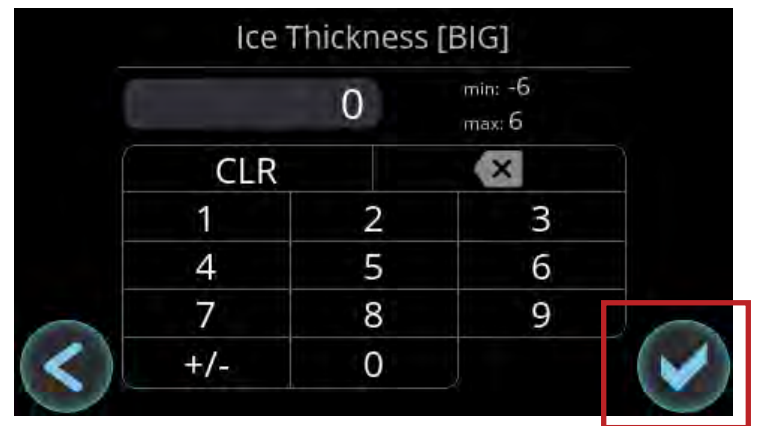 Ice Thickness [BIG]
0 min: -6
max: 6
CLR
1 2 3
4 5 6
7 8 9
+/- 0